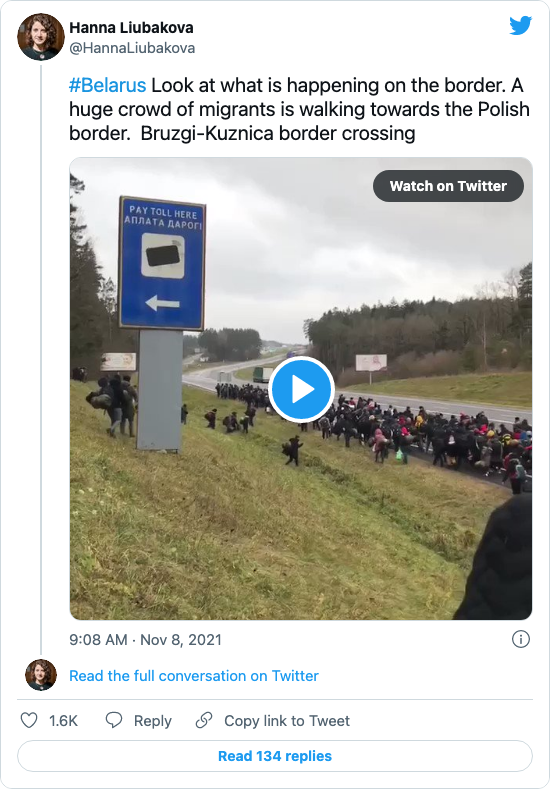 Hanna Liubakova
@HannaLiubakova
#Belarus Look at what is happening on the border. A
huge crowd of migrants is walking towards the Polish
border. Bruzgi-Kuznica border crossing
Watch on Twitter
PAY TOLL HERE
АПЛАТА ДАРОГІ
9:08 AM · Nov 8, 2021
Read the full conversation on Twitter
1.6K Reply Copy link to Tweet
Read 134 replies